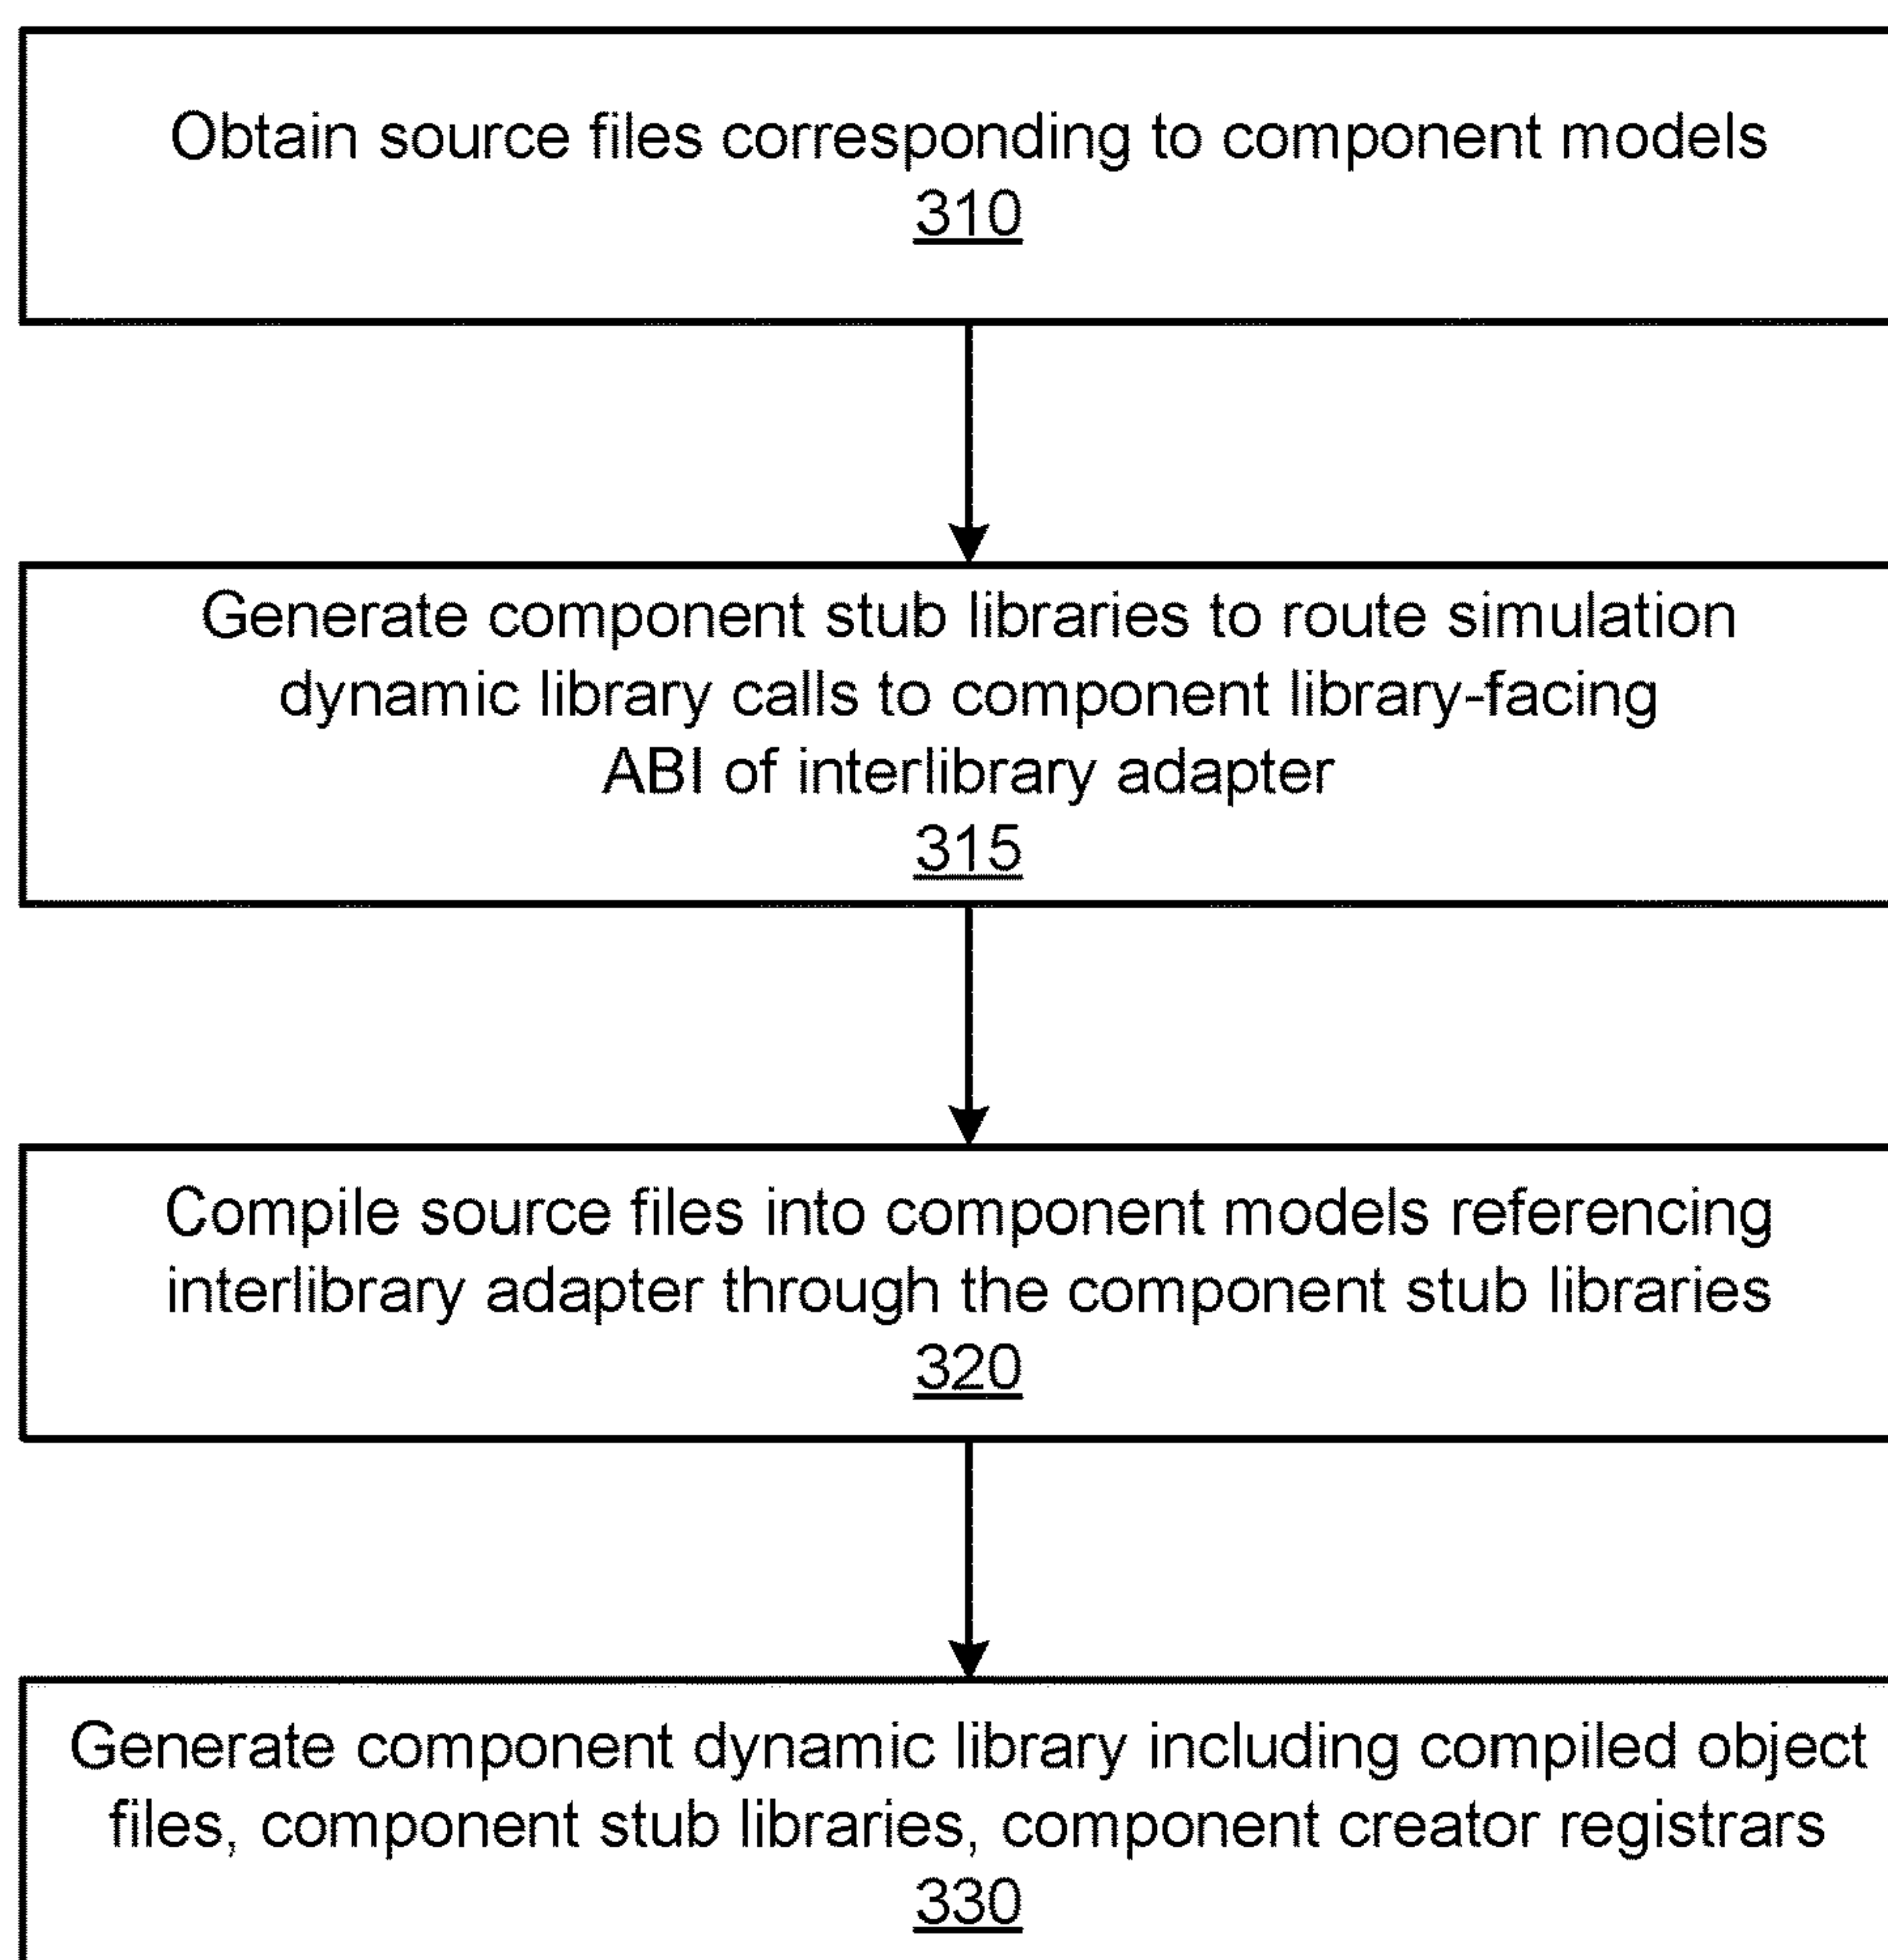 Obtain source files corresponding to component models
310
Generate component stub libraries to route simulation
dynamic library calls to component library-facing
ABI of interlibrary adapter
315
Compile source files into component models referencing
interlibrary adapter through the component stub libraries
320
Generate component dynamic library including compiled object
files, component stub libraries, component creator registrars
330